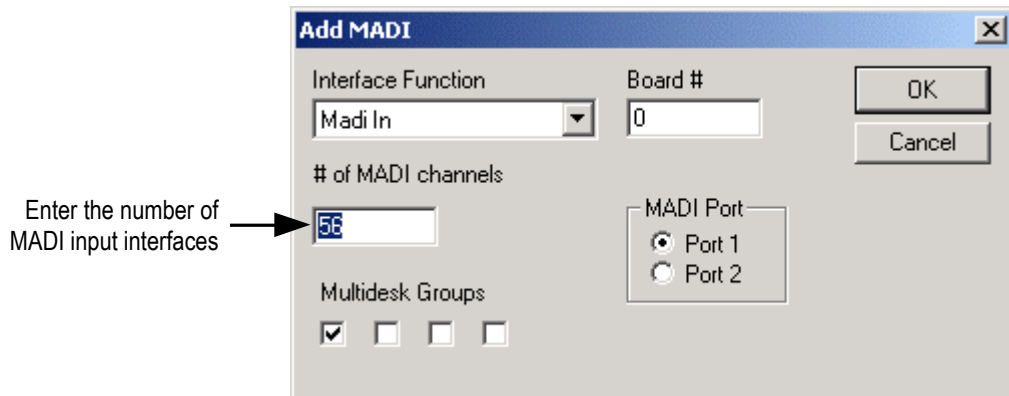 Add MADI
Interface Function
Board #
OK
Madi In
0
Cancel
# of MADI channels
Enter the number of
MADI input interfaces
56
MADI Port
Port 1
Port 2
Multidesk Groups